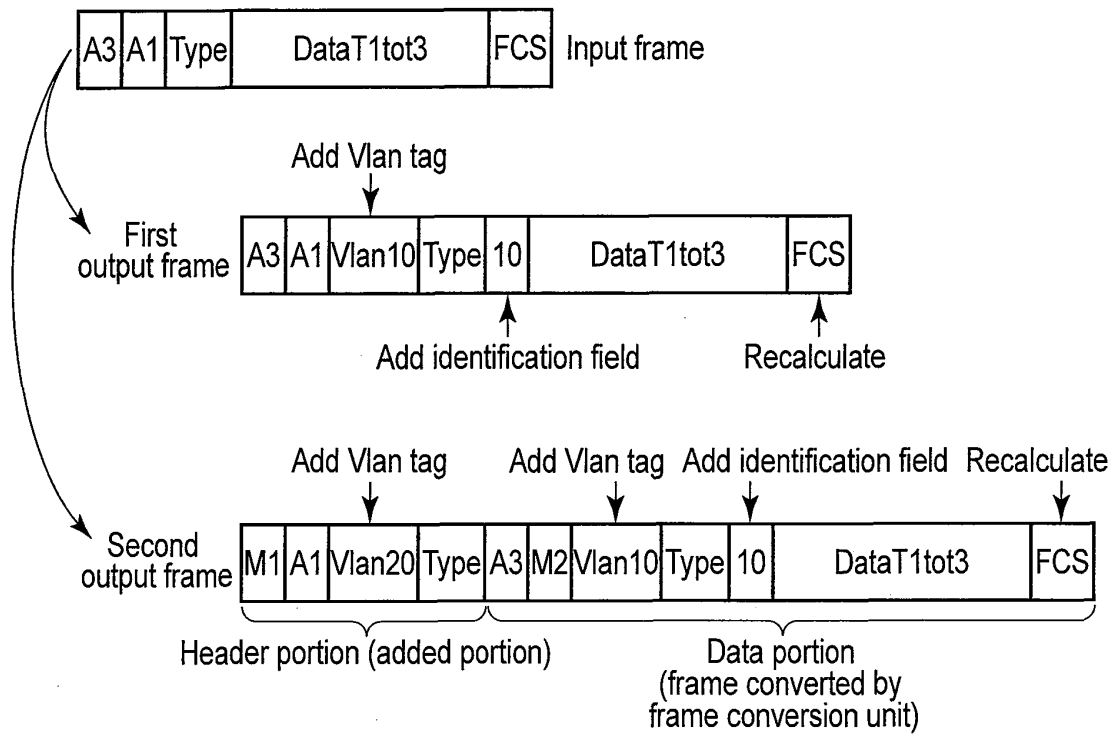 A3 A1 Type DataT1tot3 FCS Input frame
Add Vlan tag
First
output frame
A3 A1 Vlan10 Type 10 DataT1tot3 FCS
Add identification field Recalculate
Add Vlan tag Add Vlan tag Add identification field Recalculate
Second
output frame
M1 A1 Vlan20 Type A3 M2 Vlan10 Type 10 DataT1tot3 FCS
Header portion (added portion)
Data portion
(frame converted by
frame conversion unit)